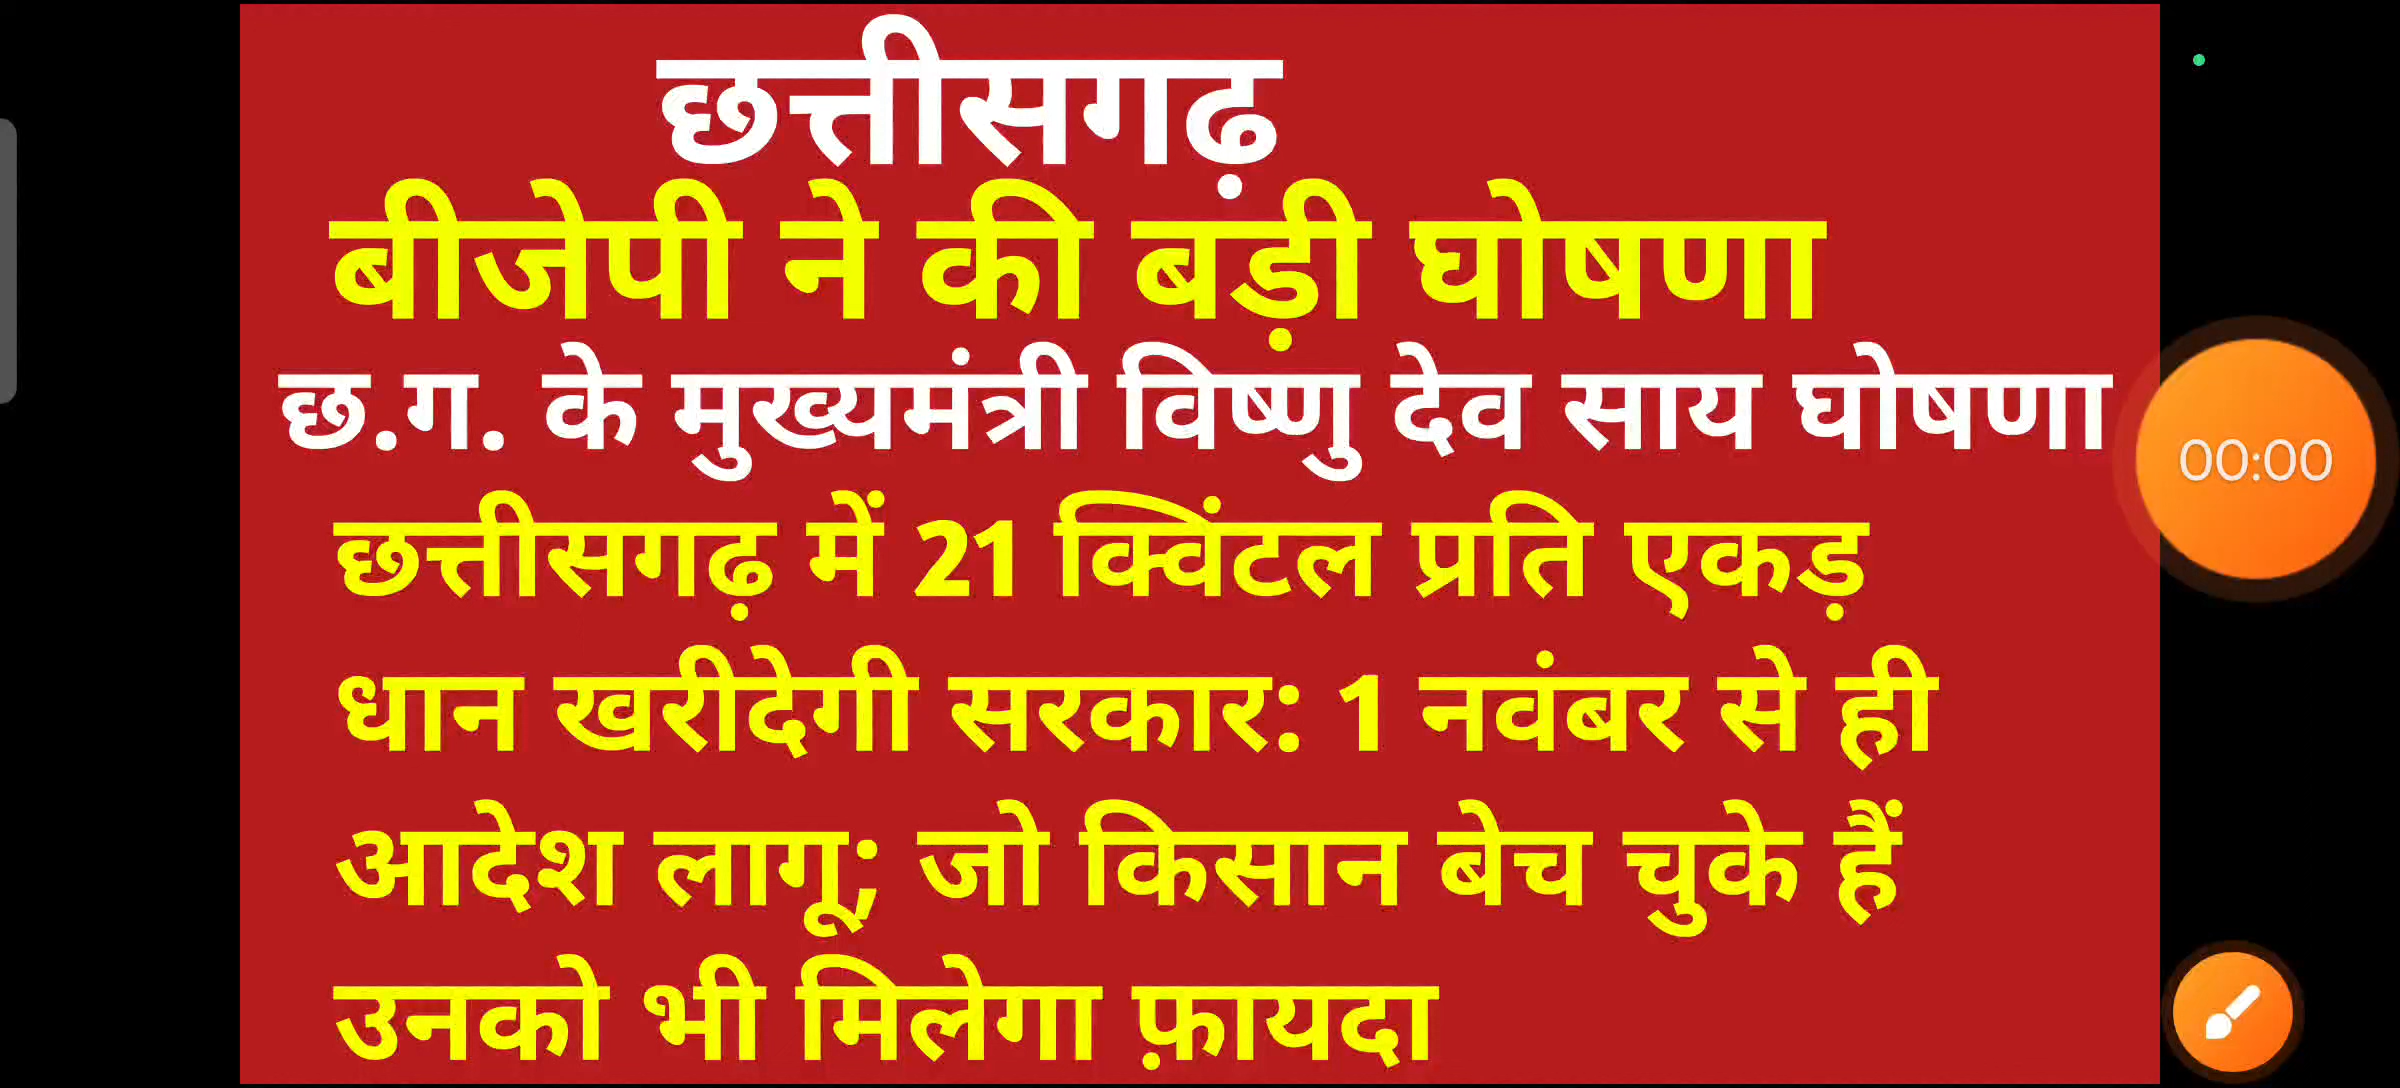 छत्तीसगढ़
बीजेपी ने की बड़ी घोषणा
छ.ग. के मुख्यमंत्री विष्णु देव साय घोषणा
छत्तीसगढ़ में 21 क्विंटल प्रति एकड़
धान खरीदेगी सरकार: 1 नवंबर से ही
आदेश लागू; जो किसान बेच चुके हैं
उनको भी मिलेगा फ़ायदा
00:00